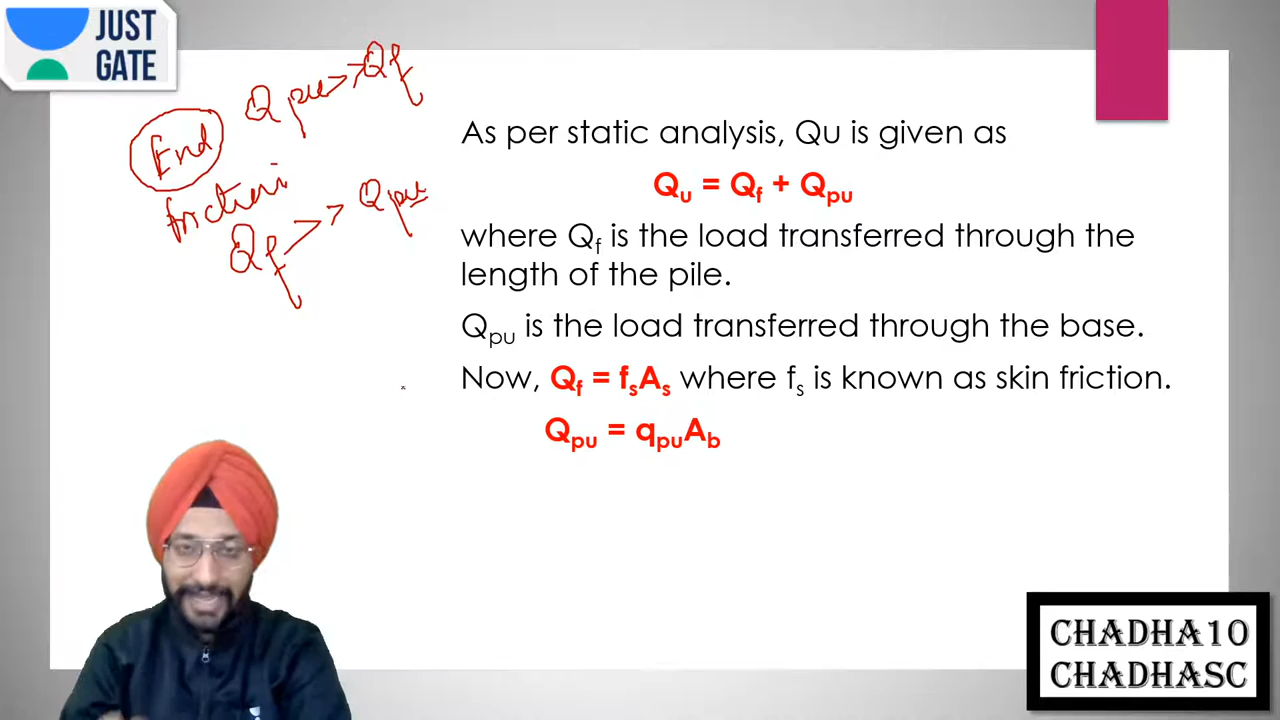 JUST
GATE
Qpu >> Qf
End
friction
Qf >> Qpu
As per static analysis, Qu is given as
Qu = Qf + Qpu
where Qf is the load transferred through the
length of the pile.
Qpu is the load transferred through the base.
Now, Qf = fsAs where fs is known as skin friction.
Qpu = qpuAb
CHADHA10
CHADHASC